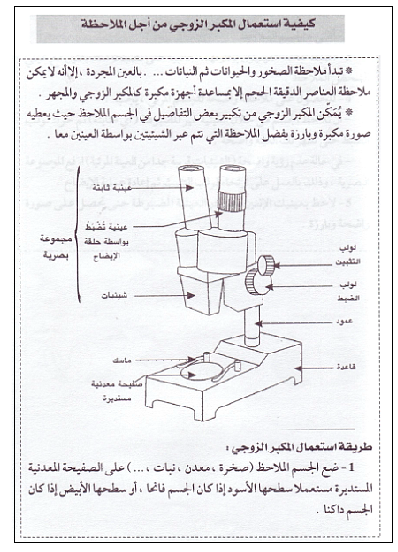 كيفية استعمال المكبر الزوجي من أجل الملاحظة
* تبدأ ملاحظة الصخور والحيوانات ثم النباتات ... . بالعين المجردة ، إلا أنه لا يمكن
ملاحظة العناصر الدقيقة الحجم إلا بمساعدة أجهزة مكبرة كالمكبر الزوجي والمجهر .
* يُمَكِّن المكبر الزوجي من تكبير بعض التفاصيل في الجسم الملاحظ حيث يعطيه
صورة مكبرة وبارزة بفضل الملاحظة التي تتم عبر الشيئيتين بواسطة العينين معا .
عينية ثابتة
عينية تُضْبَط
بواسطة حلقة
لإيضاح
مجموعة
بصرية
شيئيات
لولب
التثبيت
لولب
الضبط
عمود
ماسك
قاعدة
صفيحة معدنية
مستديرة
طريقة استعمال المكبر الزوجي :
1 - ضع الجسم الملاحظ (صخرة ، معدن ، نبات ، ...) على الصفيحة المعدنية
المستديرة مستعملا سطحها الأسود إذا كان الجسم فاتحا ، أو سطحها الأبيض إذا كان
الجسم داكنا .